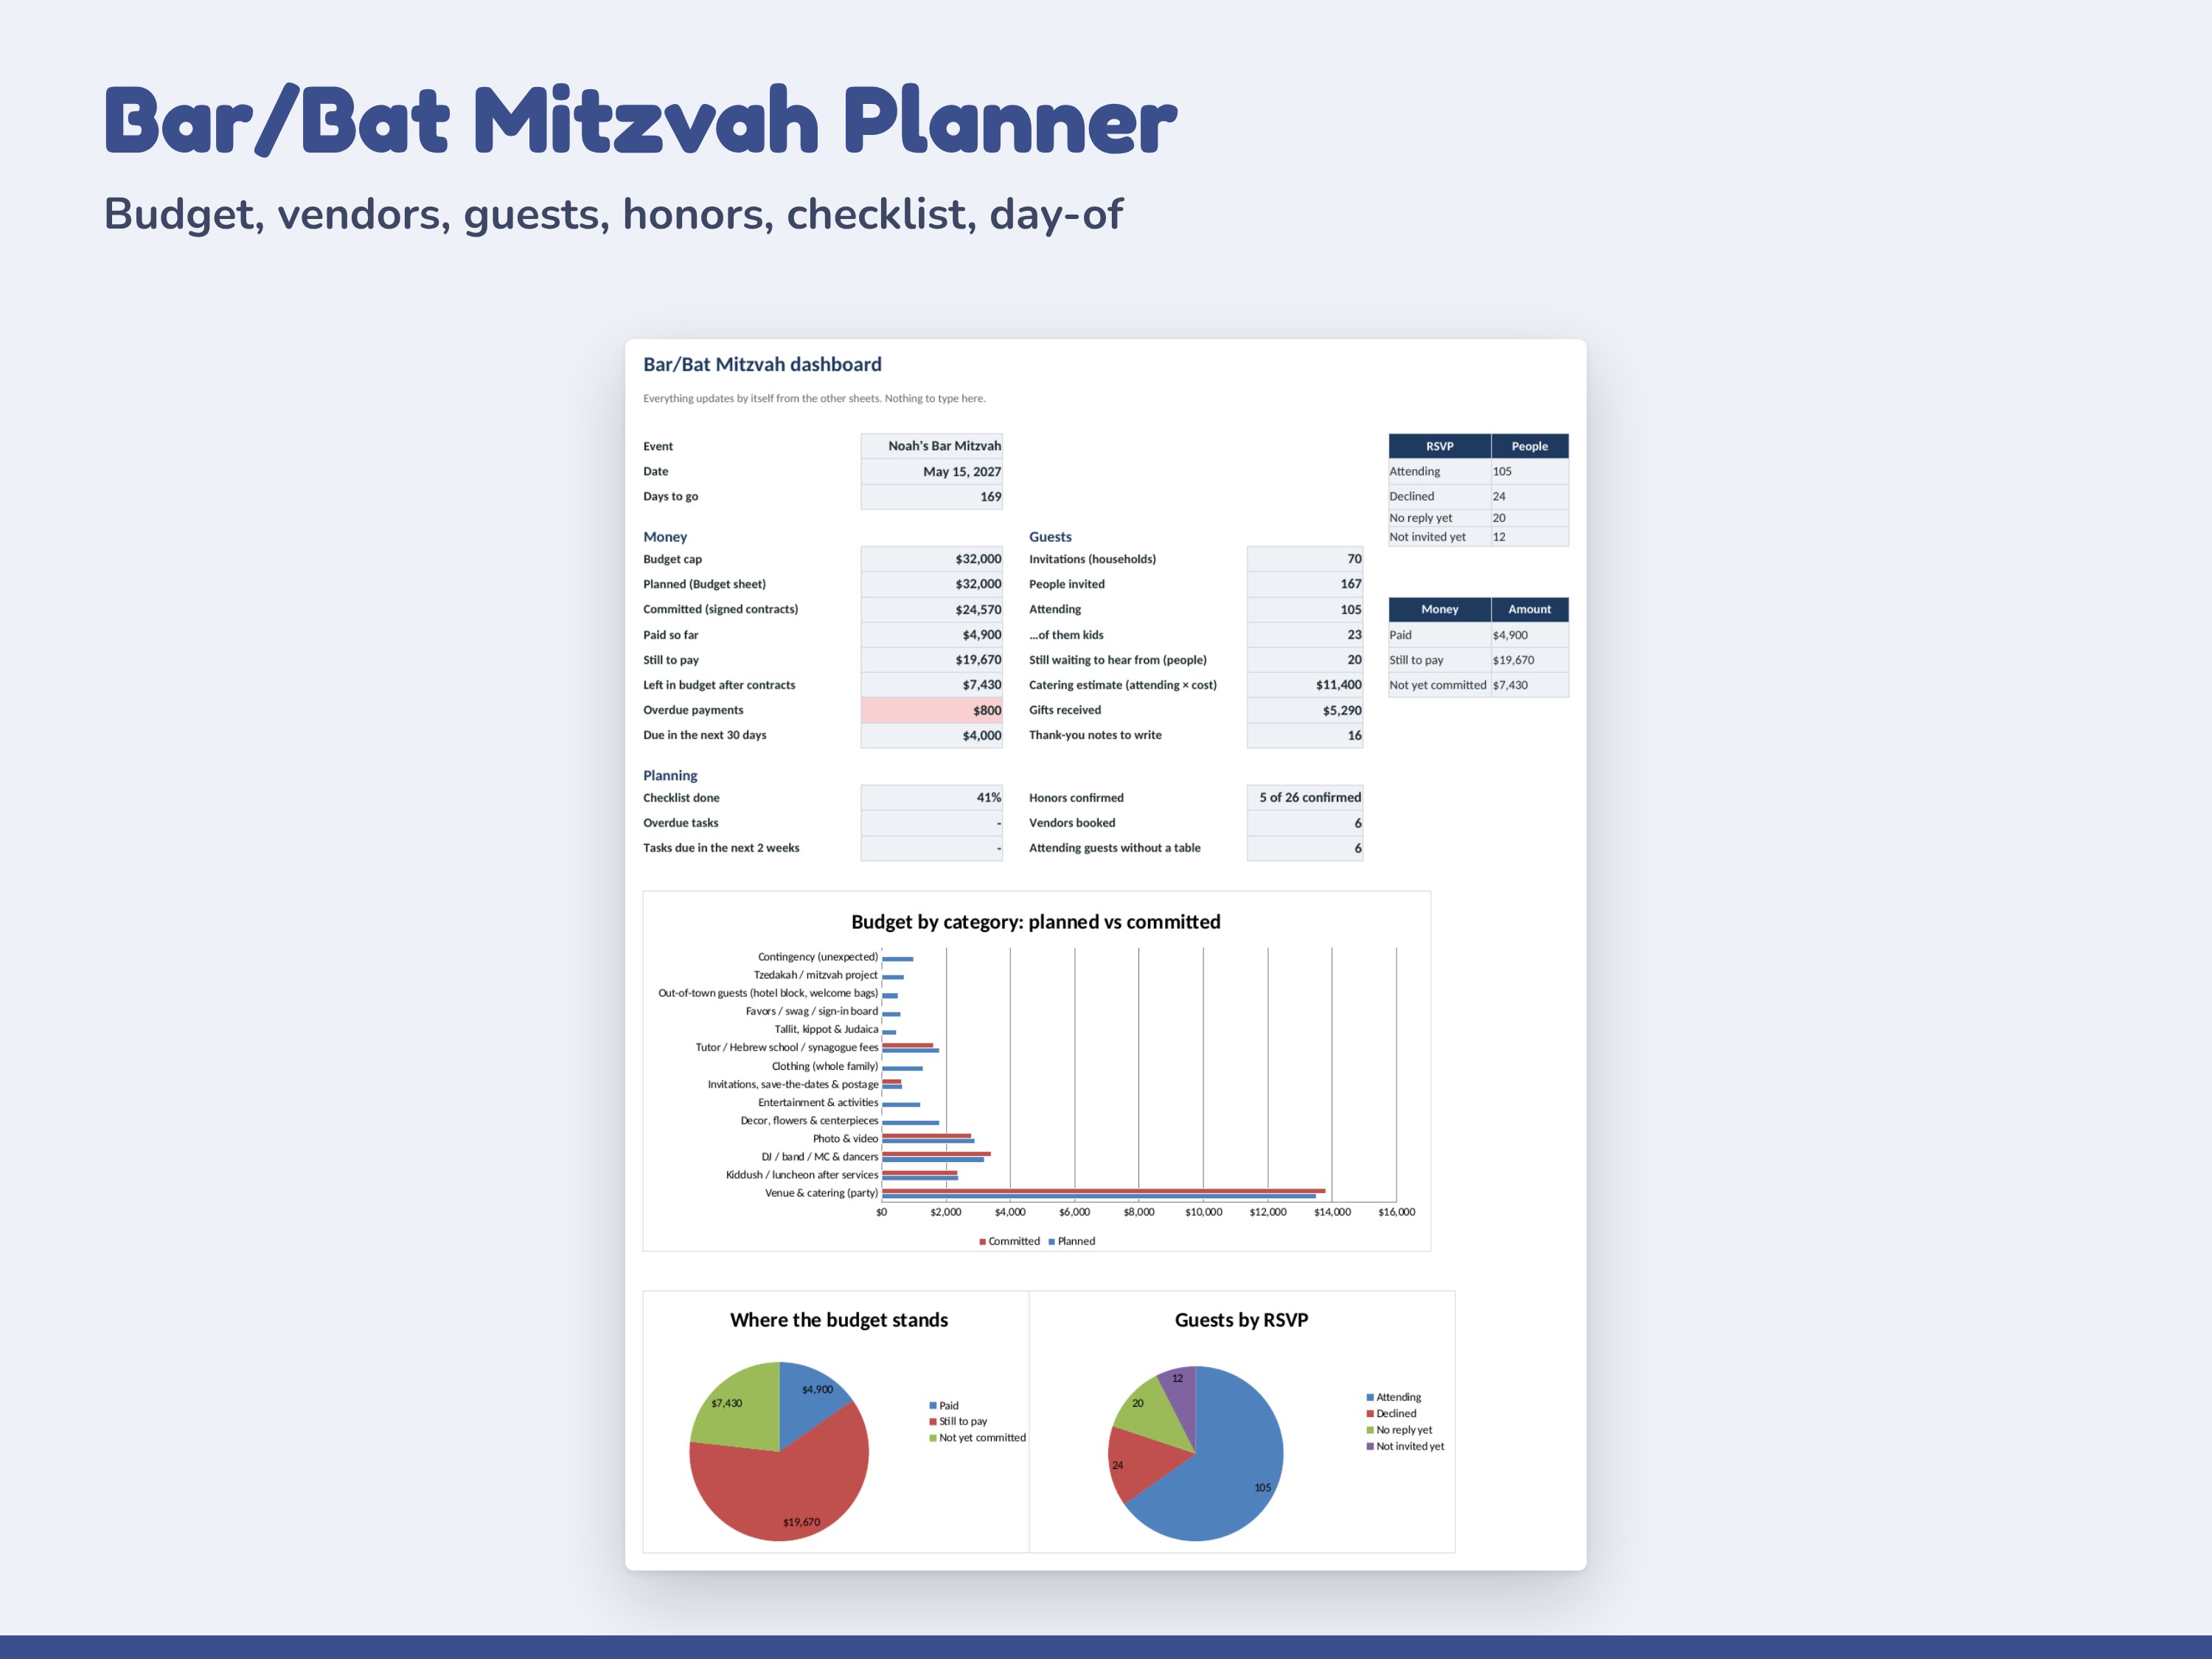 Bar/Bat Mitzvah Planner
Budget, vendors, guests, honors, checklist, day-of
Bar/Bat Mitzvah dashboard
Everything updates by itself from the other sheets. Nothing to type here.
Event Noah's Bar Mitzvah
Date May 15, 2027
Days to go 169
RSVP People
Attending 105
Declined 24
No reply yet 20
Not invited yet 12
Money
Budget cap $32,000
Planned (Budget sheet) $32,000
Committed (signed contracts) $24,570
Paid so far $4,900
Still to pay $19,670
Left in budget after contracts $7,430
Overdue payments $800
Due in the next 30 days $4,000
Guests
Invitations (households) 70
People invited 167
Attending 105
...of them kids 23
Still waiting to hear from (people) 20
Catering estimate (attending × cost) $11,400
Gifts received $5,290
Thank-you notes to write 16
Money Amount
Paid $4,900
Still to pay $19,670
Not yet committed $7,430
Planning
Checklist done 41%
Overdue tasks -
Tasks due in the next 2 weeks -
Honors confirmed 5 of 26 confirmed
Vendors booked 6
Attending guests without a table 6
Budget by category: planned vs committed
Contingency (unexpected)
Tzedakah / mitzvah project
Out-of-town guests (hotel block, welcome bags)
Favors / swag / sign-in board
Tallit, kippot & Judaica
Tutor / Hebrew school / synagogue fees
Clothing (whole family)
Invitations, save-the-dates & postage
Entertainment & activities
Decor, flowers & centerpieces
Photo & video
DJ / band / MC & dancers
Kiddush / luncheon after services
Venue & catering (party)
$0 $2,000 $4,000 $6,000 $8,000 $10,000 $12,000 $14,000 $16,000
Committed Planned
Where the budget stands
$4,900
$7,430
$19,670
Paid
Still to pay
Not yet committed
Guests by RSVP
12
20
24
105
Attending
Declined
No reply yet
Not invited yet